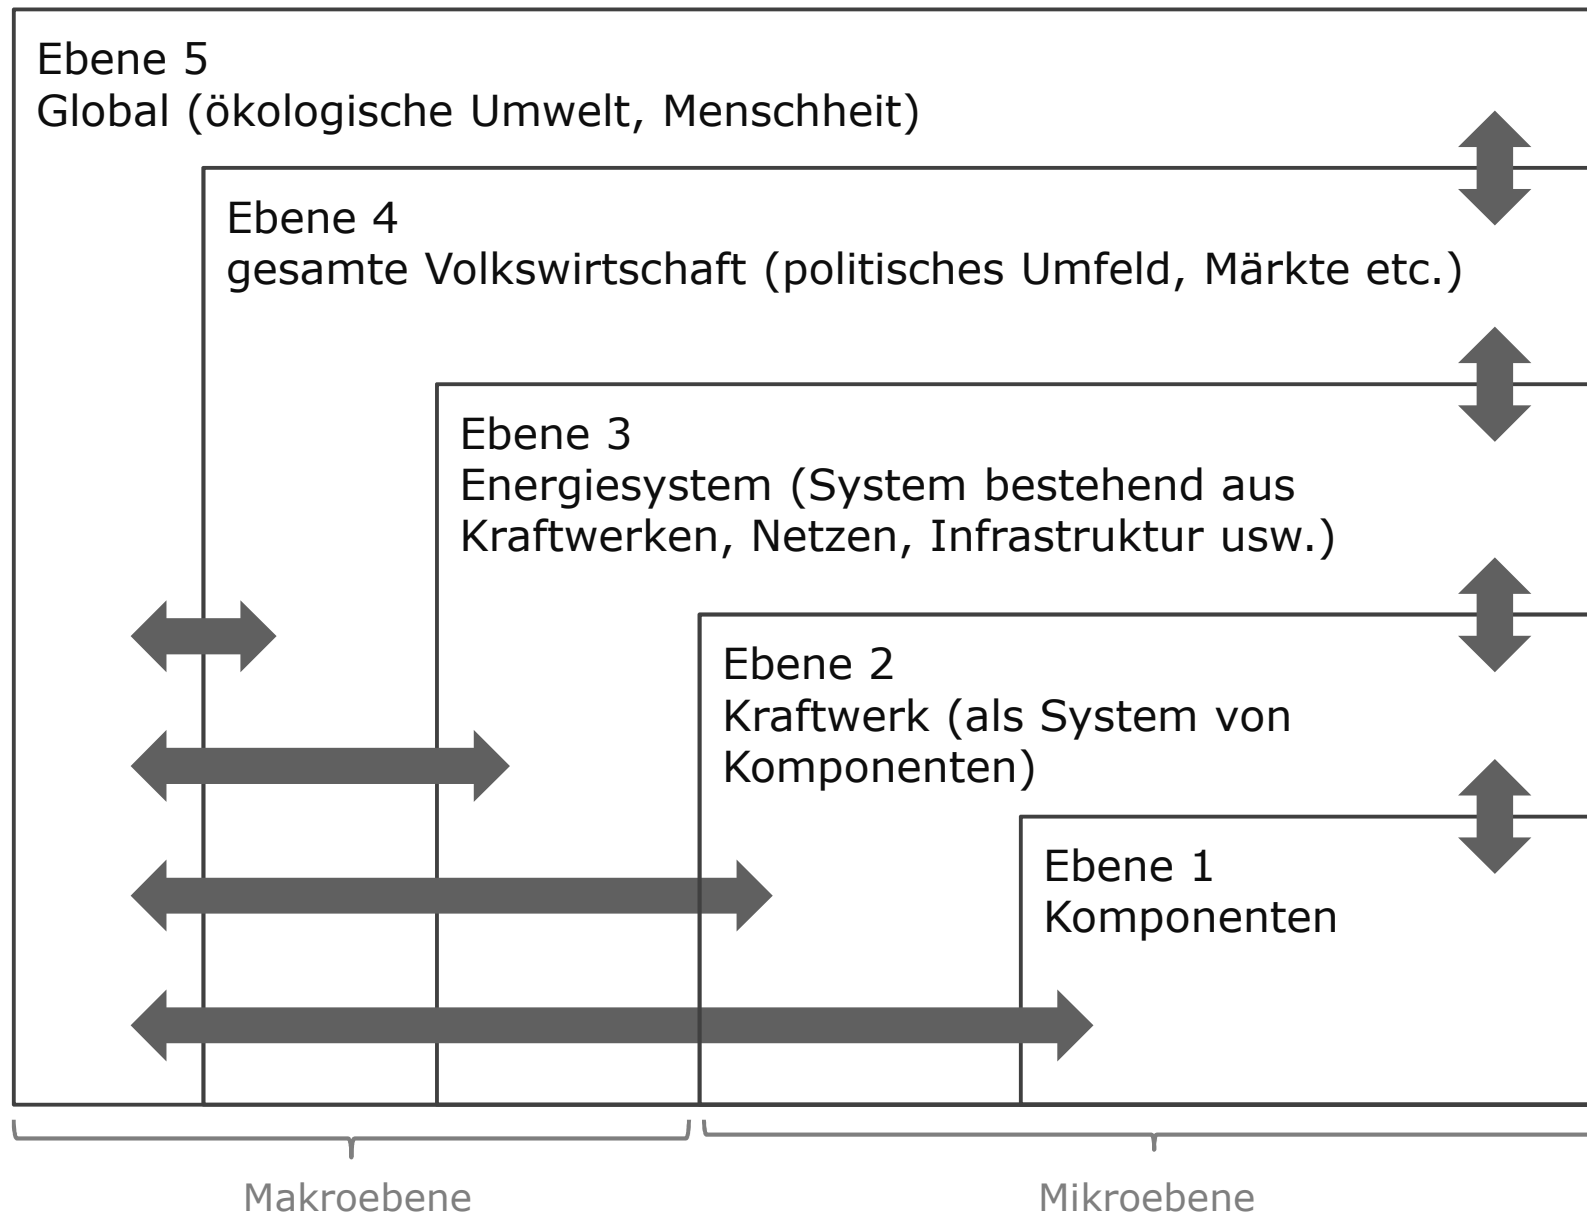 Ebene 5
Global (ökologische Umwelt, Menschheit)
Ebene 4
gesamte Volkswirtschaft (politisches Umfeld, Märkte etc.)
Ebene 3
Energiesystem (System bestehend aus
Kraftwerken, Netzen, Infrastruktur usw.)
Ebene 2
Kraftwerk (als System von
Komponenten)
Ebene 1
Komponenten
Makroebene
Mikroebene